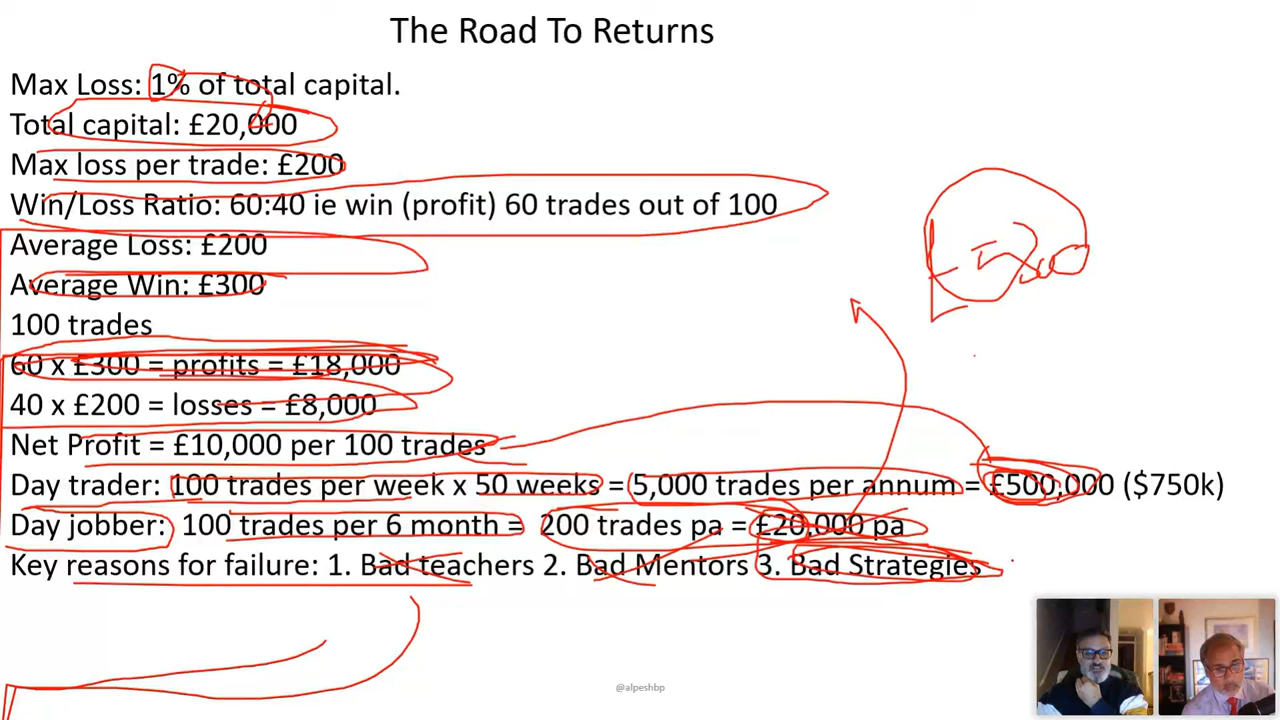 The Road To Returns
Max Loss: 1% of total capital.
Total capital: £20,000
Max loss per trade: £200
Win/Loss Ratio: 60:40 ie win (profit) 60 trades out of 100
Average Loss: £200
Average Win: £300
100 trades
60 x £300 = profits = £18,000
40 x £200 = losses = £8,000
Net Profit = £10,000 per 100 trades
Day trader: 100 trades per week x 50 weeks = 5,000 trades per annum = £500,000 ($750k)
Day jobber: 100 trades per 6 month = 200 trades pa = £20,000 pa
Key reasons for failure: 1. Bad teachers 2. Bad Mentors 3. Bad Strategies
@alpeshbp